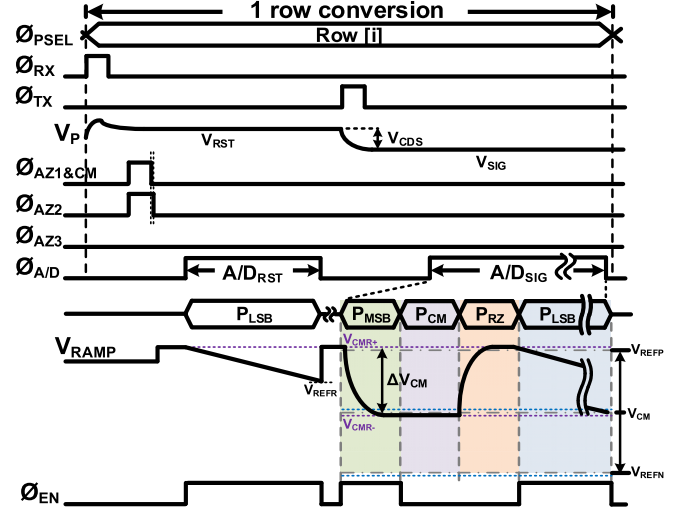 1 row conversion
ØPSEL Row [i]
ØRX
ØTX
VP VRST VCDS VSIG
ØAZ1&CM
ØAZ2
ØAZ3
ØA/D A/DRST A/DSIG
PLSB PMSB PCM PRZ PLSB
VRAMP VCMR+ VREFP
VREFR ΔVCM
VCMR- VCM
VREFN
ØEN